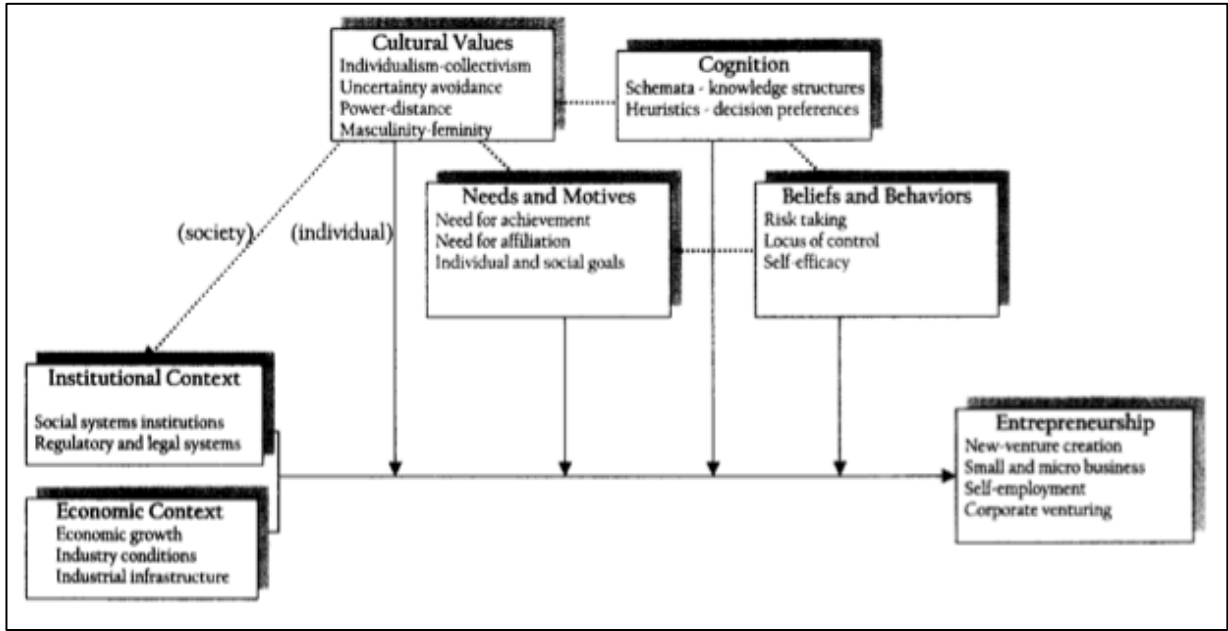 Cultural Values
Individualism-collectivism
Uncertainty avoidance
Power-distance
Masculinity-feminity
Cognition
Schemata - knowledge structures
Heuristics - decision preferences
Needs and Motives
Need for achievement
Need for affiliation
Individual and social goals
Beliefs and Behaviors
Risk taking
Locus of control
Self-efficacy
(society)
(individual)
Institutional Context
Social systems institutions
Regulatory and legal systems
Economic Context
Economic growth
Industry conditions
Industrial infrastructure
Entrepreneurship
New-venture creation
Small and micro business
Self-employment
Corporate venturing